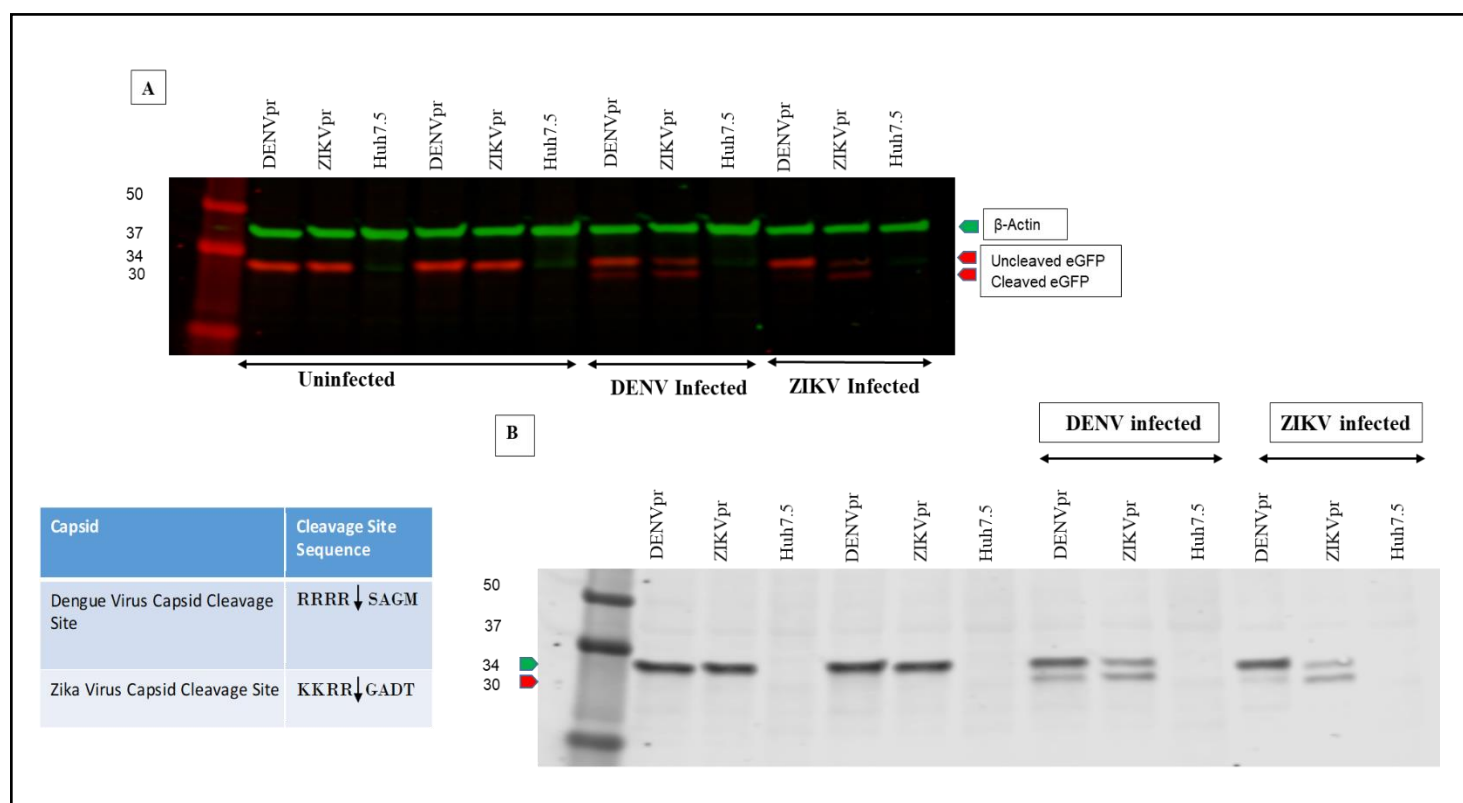 A
DENVpr ZIKVpr Huh7.5 DENVpr ZIKVpr Huh7.5 DENVpr ZIKVpr Huh7.5 DENVpr ZIKVpr Huh7.5
50
37
34
30
β-Actin
Uncleaved eGFP
Cleaved eGFP
Uninfected
DENV Infected
ZIKV Infected
B
DENV infected
ZIKV infected
DENVpr ZIKVpr Huh7.5 DENVpr ZIKVpr Huh7.5 DENVpr ZIKVpr Huh7.5 DENVpr ZIKVpr Huh7.5
50
37
34
30
Capsid
Cleavage Site
Sequence
Dengue Virus Capsid Cleavage
Site
RRRR↓SAGM
Zika Virus Capsid Cleavage Site
KKRR↓GADT